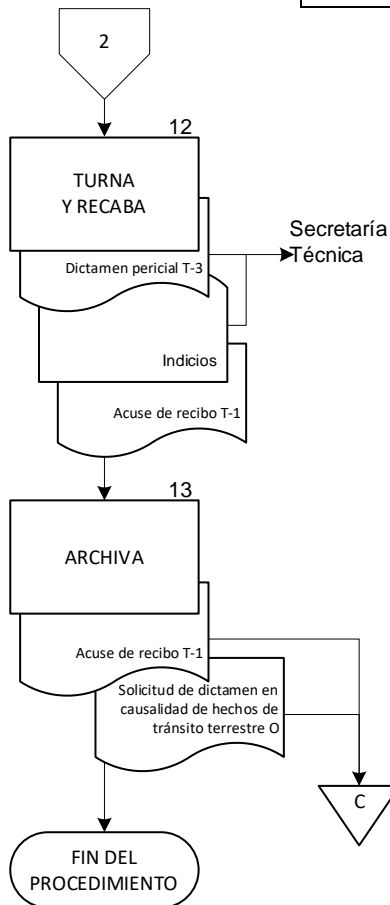 2
12
TURNA
Y RECABA
Dictamen pericial T-3
Secretaría
Técnica
Indicios
Acuse de recibo T-1
13
ARCHIVA
Acuse de recibo T-1
Solicitud de dictamen en
causalidad de hechos de
tránsito terrestre O
C
FIN DEL
PROCEDIMIENTO